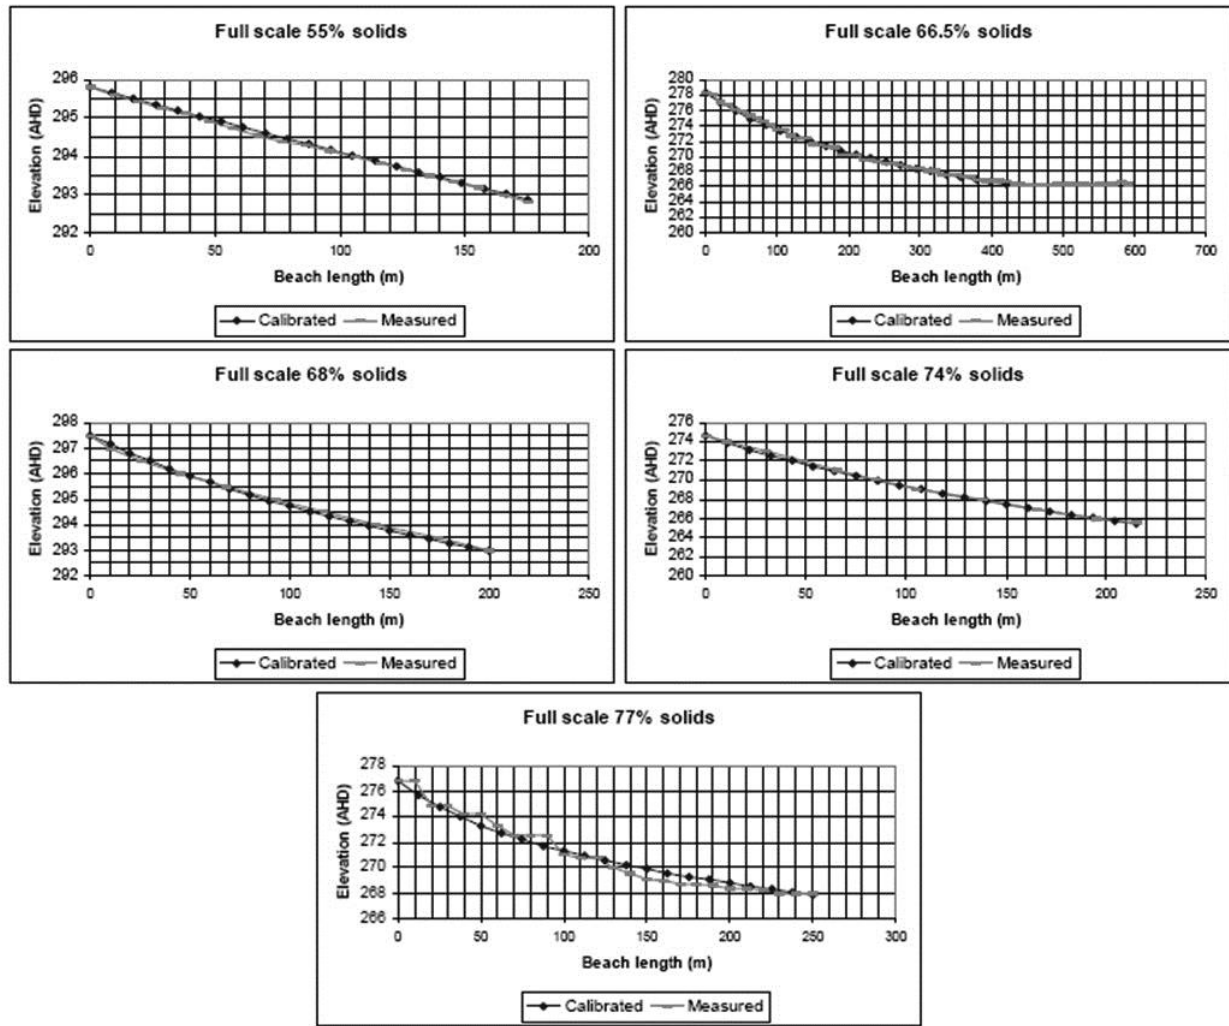 Full scale 55% solids
Elevation (AHD)
296
295
294
293
292
0 50 100 150 200
Beach length (m)
Calibrated Measured
Full scale 66.5% solids
Elevation (AHD)
280
278
276
274
272
270
268
266
264
262
260
0 100 200 300 400 500 600 700
Beach length (m)
Calibrated Measured
Full scale 68% solids
Elevation (AHD)
298
297
296
295
294
293
292
0 50 100 150 200 250
Beach length (m)
Calibrated Measured
Full scale 74% solids
Elevation (AHD)
276
274
272
270
268
266
264
262
260
0 50 100 150 200 250
Beach length (m)
Calibrated Measured
Full scale 77% solids
Elevation (AHD)
278
276
274
272
270
268
266
0 50 100 150 200 250 300
Beach length (m)
Calibrated Measured